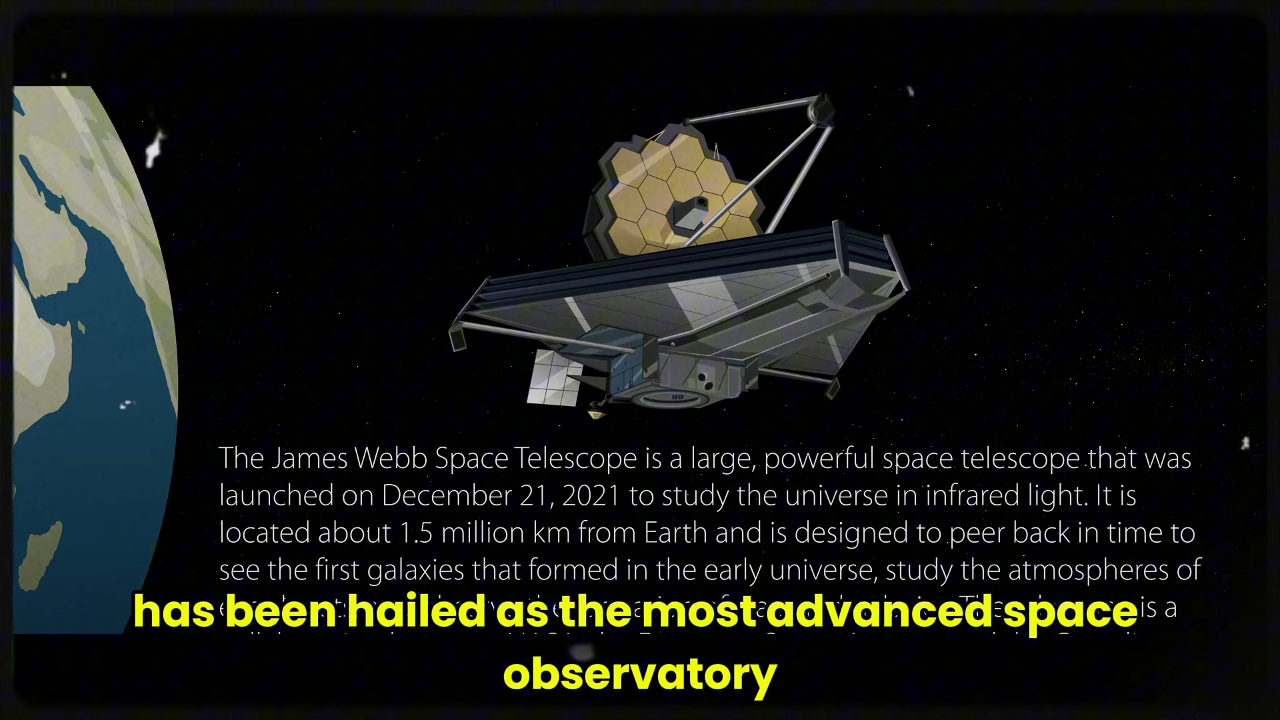 The James Webb Space Telescope is a large, powerful space telescope that was
launched on December 21, 2021 to study the universe in infrared light. It is
located about 1.5 million km from Earth and is designed to peer back in time to
see the first galaxies that formed in the early universe, study the atmospheres of
is a
has been hailed as the most advanced space
observatory